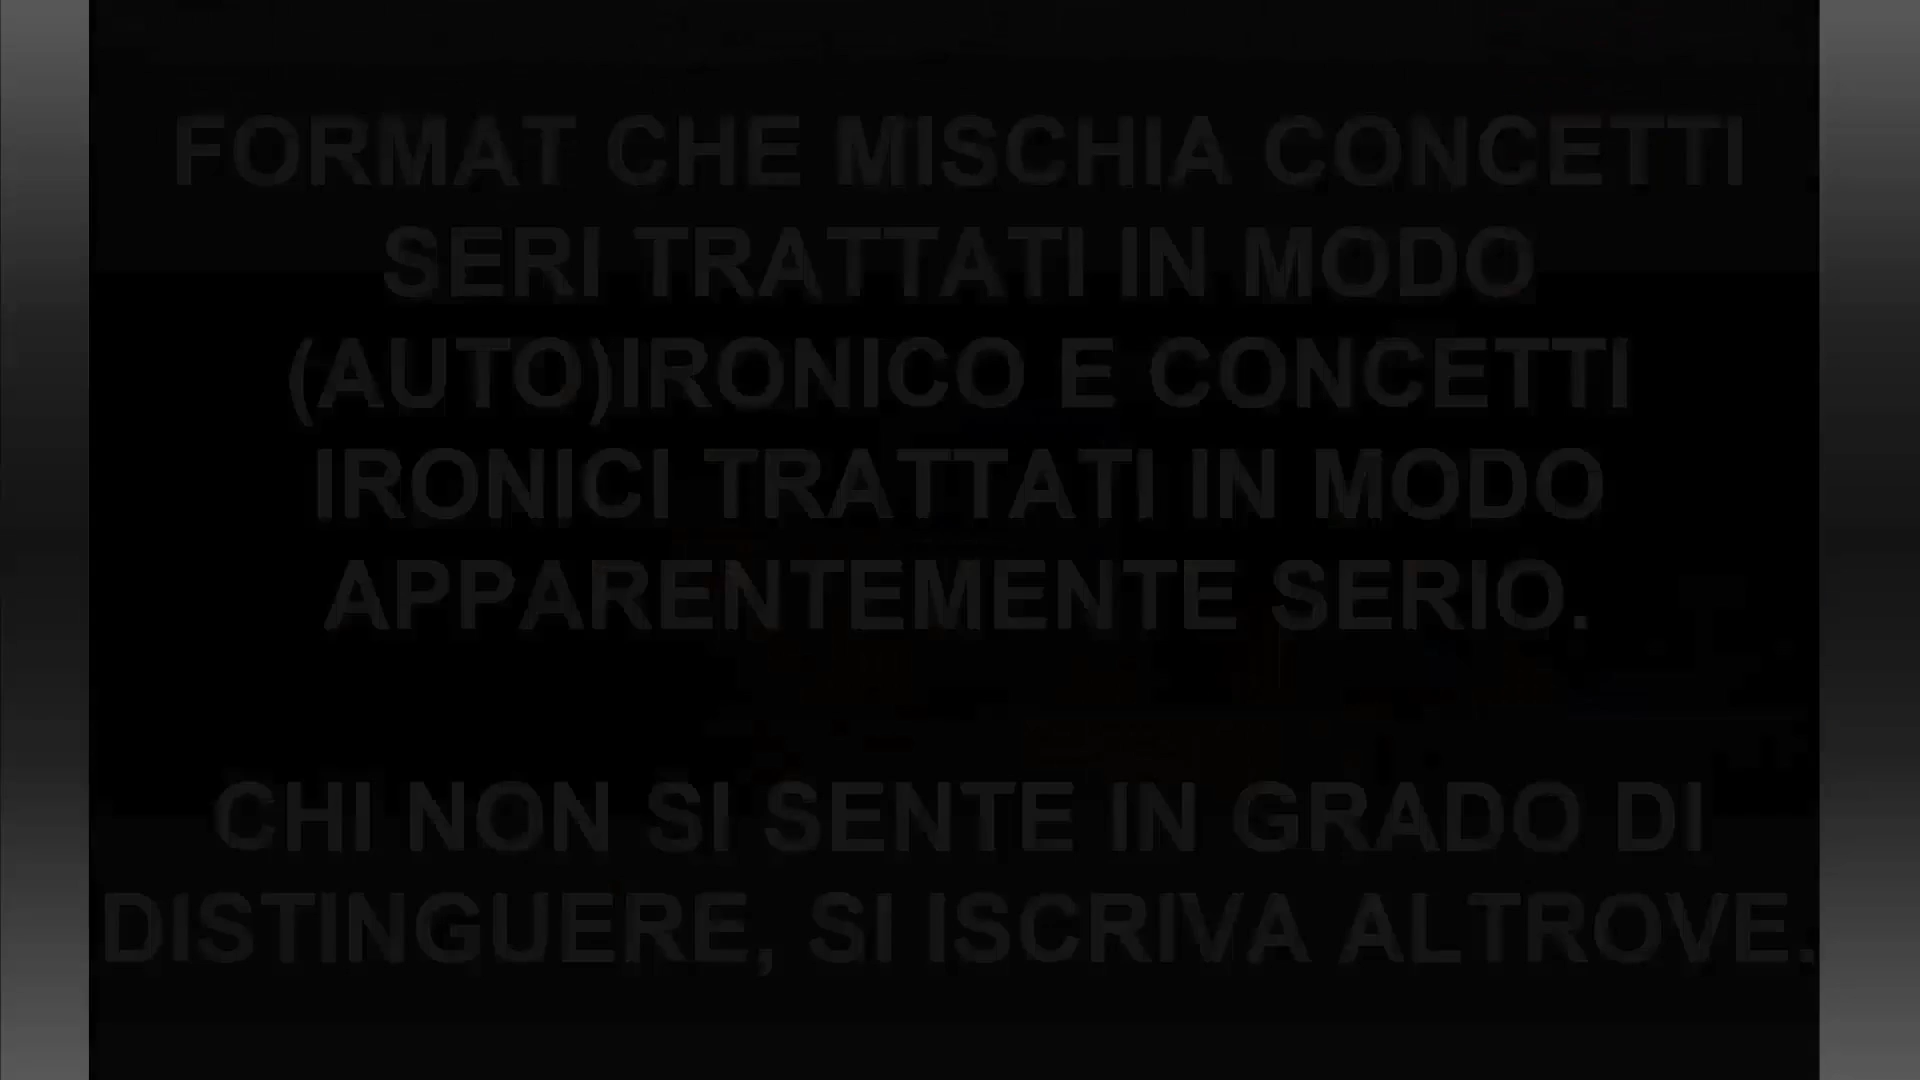 FORMAT CHE MISCHIA CONCETTI
SERI TRATTATI IN MODO
(AUTO)IRONICO E CONCETTI
IRONICI TRATTATI IN MODO
APPARENTEMENTE SERIO.
CHI NON SI SENTE IN GRADO DI
DISTINGUERE, SI ISCRIVA ALTROVE.